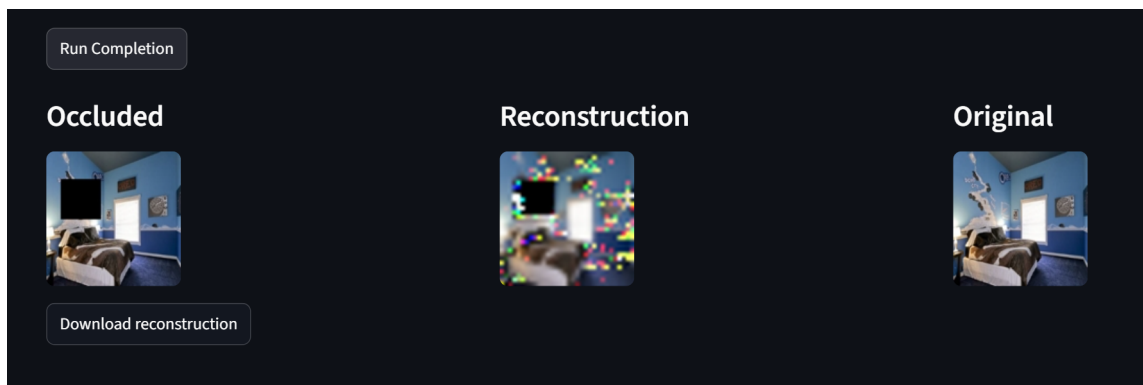 Run Completion
Occluded
Reconstruction
Original
Download reconstruction